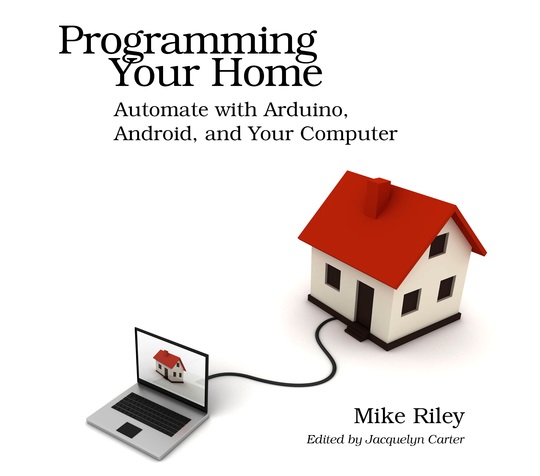 Programming
Your Home
Automate with Arduino,
Android, and Your Computer
Mike Riley
Edited by Jacquelyn Carter